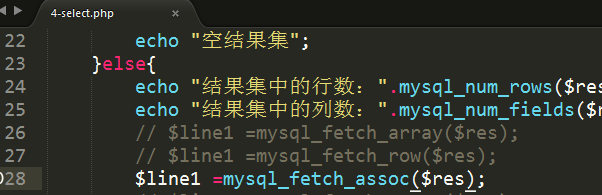 4-select.php ×
22 echo "空结果集";
23 }else{
24 echo "结果集中的行数：".mysql_num_rows($res
25 echo "结果集中的列数：".mysql_num_fields($r
26 // $line1 =mysql_fetch_array($res);
27 // $line1 =mysql_fetch_row($res);
28 $line1 =mysql_fetch_assoc($res);